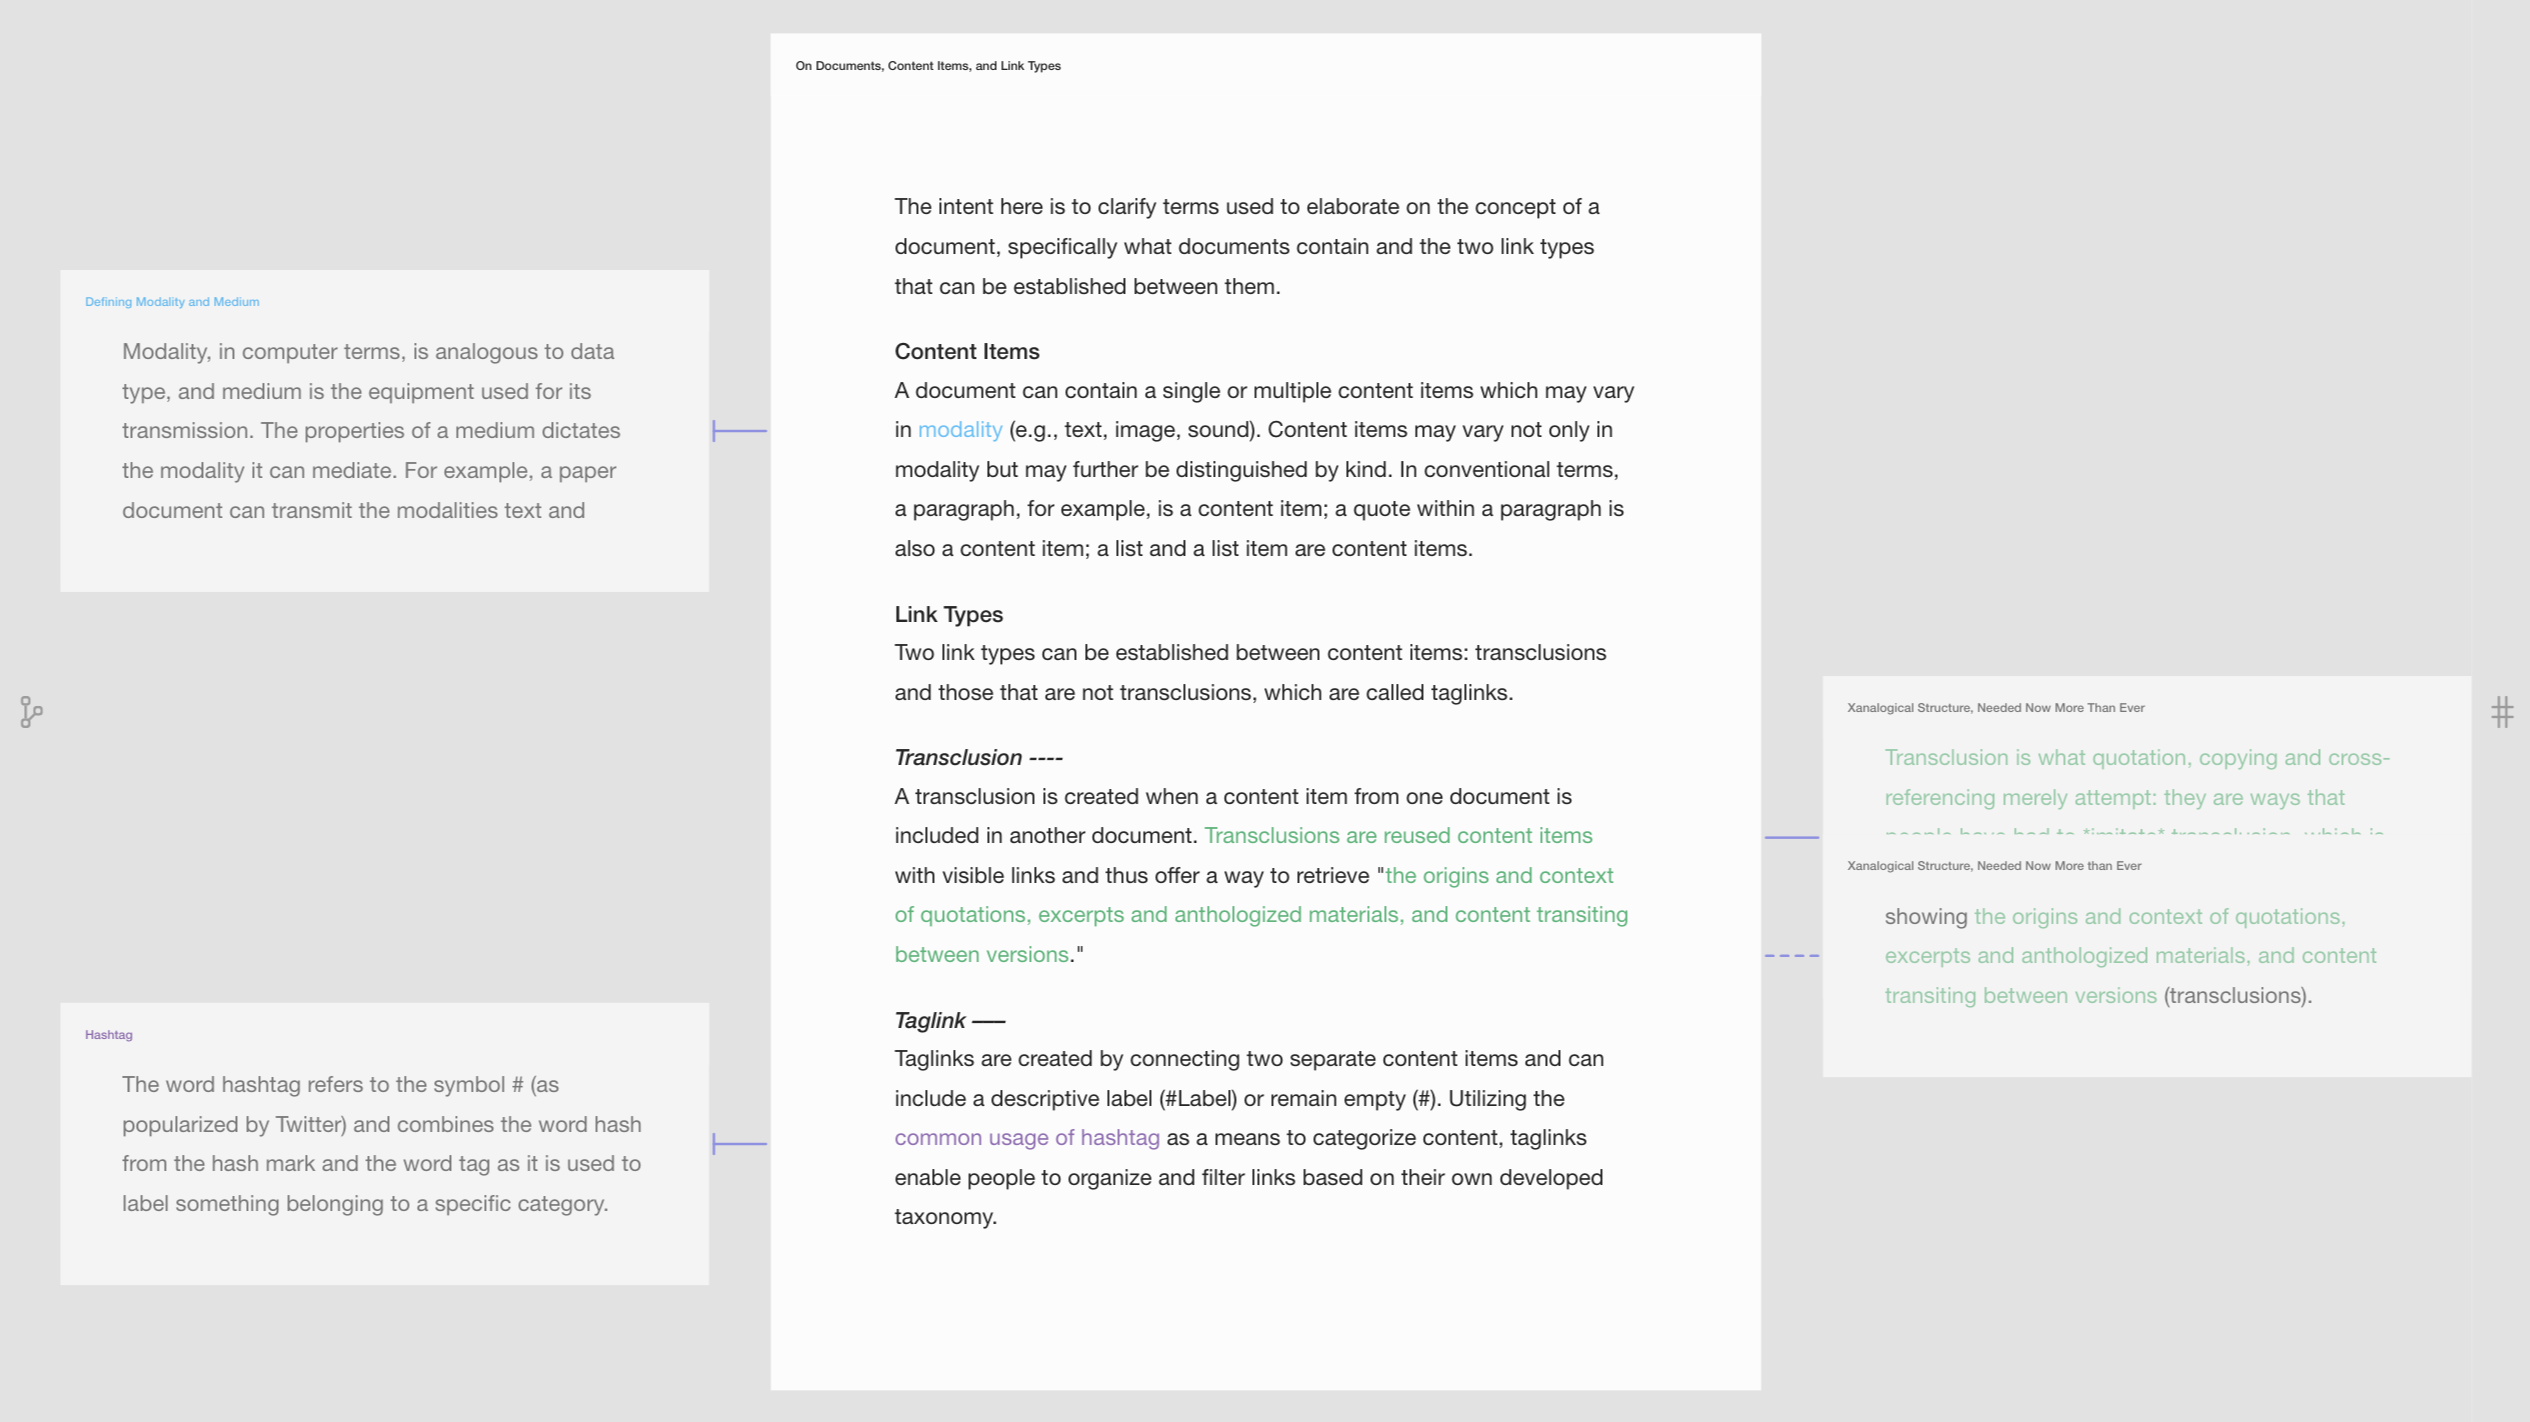 On Documents, Content Items, and Link Types
The intent here is to clarify terms used to elaborate on the concept of a
document, specifically what documents contain and the two link types
that can be established between them.
Content Items
A document can contain a single or multiple content items which may vary
in modality (e.g., text, image, sound). Content items may vary not only in
modality but may further be distinguished by kind. In conventional terms,
a paragraph, for example, is a content item; a quote within a paragraph is
also a content item; a list and a list item are content items.
Link Types
Two link types can be established between content items: transclusions
and those that are not transclusions, which are called taglinks.
Transclusion ----
A transclusion is created when a content item from one document is
included in another document. Transclusions are reused content items
with visible links and thus offer a way to retrieve "the origins and context
of quotations, excerpts and anthologized materials, and content transiting
between versions."
Taglink —–
Taglinks are created by connecting two separate content items and can
include a descriptive label (#Label) or remain empty (#). Utilizing the
common usage of hashtag as a means to categorize content, taglinks
enable people to organize and filter links based on their own developed
taxonomy.
Defining Modality and Medium
Modality, in computer terms, is analogous to data
type, and medium is the equipment used for its
transmission. The properties of a medium dictates
the modality it can mediate. For example, a paper
document can transmit the modalities text and
Hashtag
The word hashtag refers to the symbol # (as
popularized by Twitter) and combines the word hash
from the hash mark and the word tag as it is used to
label something belonging to a specific category.
Xanalogical Structure, Needed Now More Than Ever
Transclusion is what quotation, copying and cross-
referencing merely attempt: they are ways that
people have had to *imitate* transclusion, which is
Xanalogical Structure, Needed Now More than Ever
showing the origins and context of quotations,
excerpts and anthologized materials, and content
transiting between versions (transclusions).